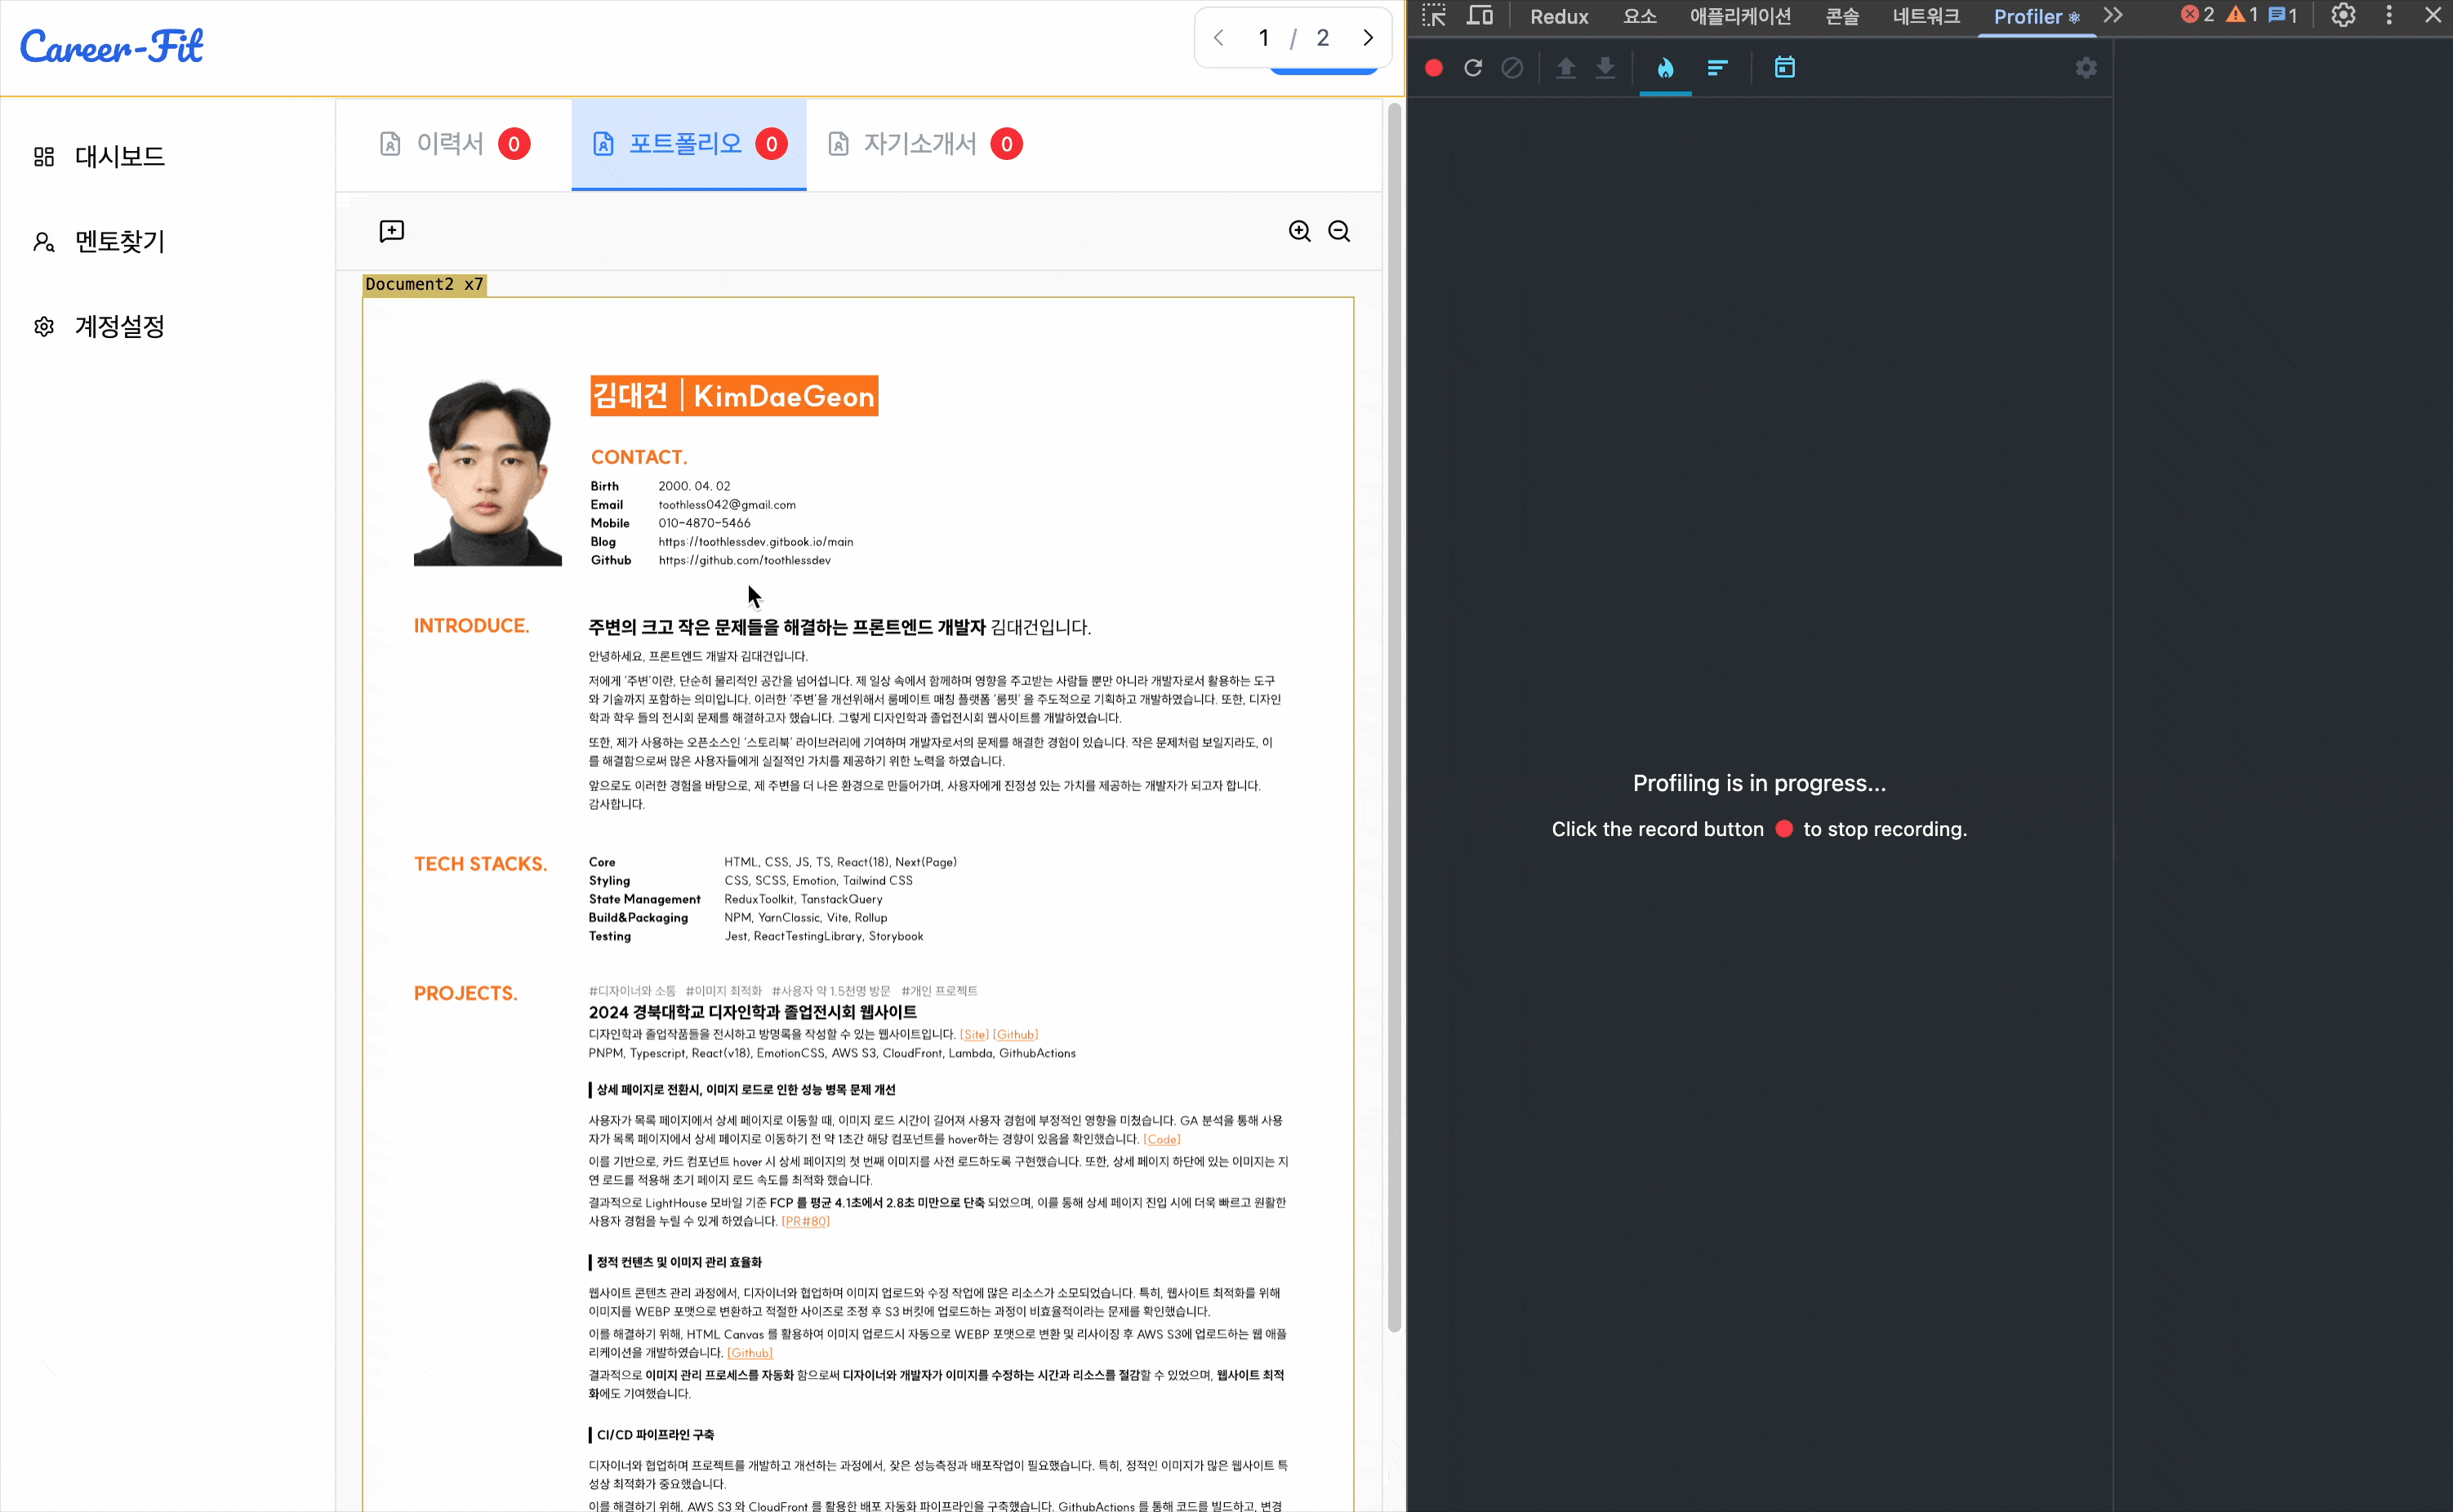 Career-Fit
1 / 2
대시보드
멘토찾기
계정설정
이력서 0
포트폴리오 0
자기소개서 0
Document2 x7
김대건 | KimDaeGeon
CONTACT.
Birth 2000. 04. 02
Email toothless042@gmail.com
Mobile 010-4870-5466
Blog https://toothlessdev.gitbook.io/main
Github https://github.com/toothlessdev
INTRODUCE.
주변의 크고 작은 문제들을 해결하는 프론트엔드 개발자 김대건입니다.
안녕하세요, 프론트엔드 개발자 김대건입니다.
저에게 '주변'이란, 단순히 물리적인 공간을 넘어섭니다. 제 일상 속에서 함께하며 영향을 주고받는 사람들 뿐만 아니라 개발자로서 활용하는 도구
와 기술까지 포함하는 의미입니다. 이러한 '주변'을 개선위해서 룸메이트 매칭 플랫폼 '룸핏' 을 주도적으로 기획하고 개발하였습니다. 또한, 디자인
학과 학우 들의 전시회 문제를 해결하고자 했습니다. 그렇게 디자인학과 졸업전시회 웹사이트를 개발하였습니다.
또한, 제가 사용하는 오픈소스인 '스토리북' 라이브러리에 기여하며 개발자로서의 문제를 해결한 경험이 있습니다. 작은 문제처럼 보일지라도, 이
를 해결함으로써 많은 사용자들에게 실질적인 가치를 제공하기 위한 노력을 하였습니다.
앞으로도 이러한 경험을 바탕으로, 제 주변을 더 나은 환경으로 만들어가며, 사용자에게 진정성 있는 가치를 제공하는 개발자가 되고자 합니다.
감사합니다.
TECH STACKS.
Core HTML, CSS, JS, TS, React(18), Next(Page)
Styling CSS, SCSS, Emotion, Tailwind CSS
State Management ReduxToolkit, TanstackQuery
Build&Packaging NPM, YarnClassic, Vite, Rollup
Testing Jest, ReactTestingLibrary, Storybook
PROJECTS.
#디자이너와 소통 #이미지 최적화 #사용자 약 1.5천명 방문 #개인 프로젝트
2024 경북대학교 디자인학과 졸업전시회 웹사이트
디자인학과 졸업작품들을 전시하고 방명록을 작성할 수 있는 웹사이트입니다. [Site] [Github]
PNPM, Typescript, React(v18), EmotionCSS, AWS S3, CloudFront, Lambda, GithubActions
상세 페이지로 전환시, 이미지 로드로 인한 성능 병목 문제 개선
사용자가 목록 페이지에서 상세 페이지로 이동할 때, 이미지 로드 시간이 길어져 사용자 경험에 부정적인 영향을 미쳤습니다. GA 분석을 통해 사용
자가 목록 페이지에서 상세 페이지로 이동하기 전 약 1초간 해당 컴포넌트를 hover하는 경향이 있음을 확인했습니다. [Code]
이를 기반으로, 카드 컴포넌트 hover 시 상세 페이지의 첫 번째 이미지를 사전 로드하도록 구현했습니다. 또한, 상세 페이지 하단에 있는 이미지는 지
연 로드를 적용해 초기 페이지 로드 속도를 최적화 했습니다.
결과적으로 LightHouse 모바일 기준 FCP 를 평균 4.1초에서 2.8초 미만으로 단축 되었으며, 이를 통해 상세 페이지 진입 시에 더욱 빠르고 원활한
사용자 경험을 누릴 수 있게 하였습니다. [PR#80]
정적 컨텐츠 및 이미지 관리 효율화
웹사이트 콘텐츠 관리 과정에서, 디자이너와 협업하며 이미지 업로드와 수정 작업에 많은 리소스가 소모되었습니다. 특히, 웹사이트 최적화를 위해
이미지를 WEBP 포맷으로 변환하고 적절한 사이즈로 조정 후 S3 버킷에 업로드하는 과정이 비효율적이라는 문제를 확인했습니다.
이를 해결하기 위해, HTML Canvas 를 활용하여 이미지 업로드시 자동으로 WEBP 포맷으로 변환 및 리사이징 후 AWS S3에 업로드하는 웹 애플
리케이션을 개발하였습니다. [Github]
결과적으로 이미지 관리 프로세스를 자동화 함으로써 디자이너와 개발자가 이미지를 수정하는 시간과 리소스를 절감할 수 있었으며, 웹사이트 최적
화에도 기여했습니다.
CI/CD 파이프라인 구축
디자이너와 협업하며 프로젝트를 개발하고 개선하는 과정에서, 잦은 성능측정과 배포작업이 필요했습니다. 특히, 정적인 이미지가 많은 웹사이트 특
성상 최적화가 중요했습니다.
이를 해결하기 위해, AWS S3 와 CloudFront 를 활용한 배포 자동화 파이프라인을 구축했습니다. GithubActions 를 통해 코드를 빌드하고, 변경
Redux 요소 애플리케이션 콘솔 네트워크 Profiler 2 1 1
Profiling is in progress...
Click the record button to stop recording.